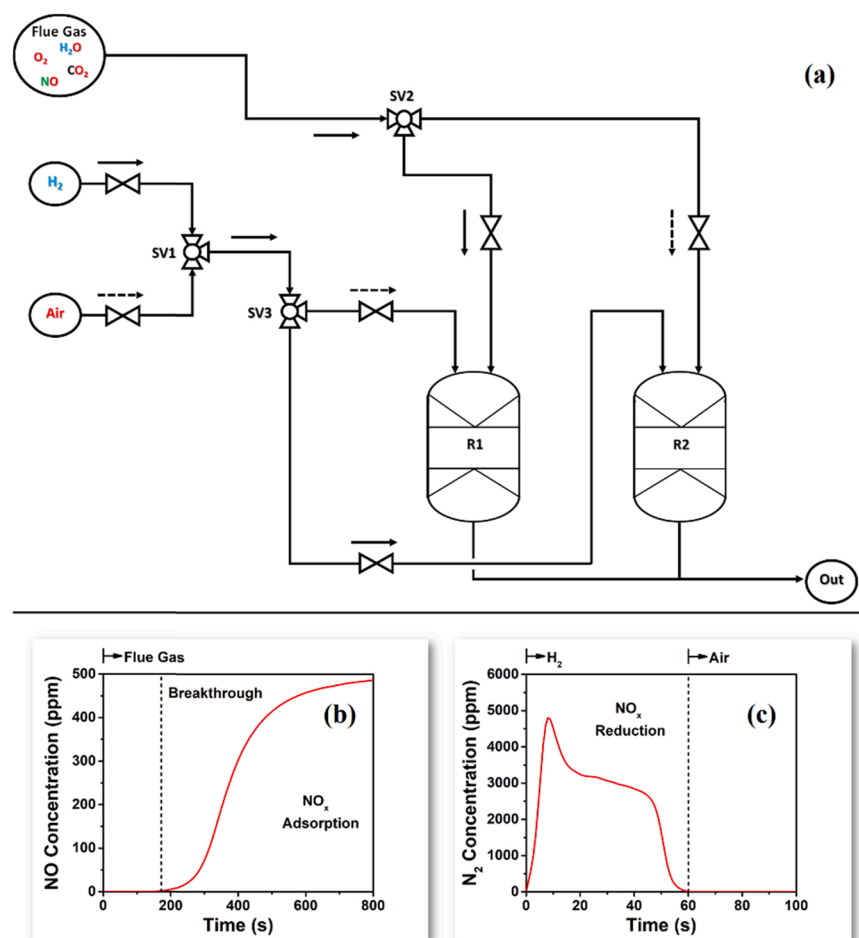 Flue Gas
H₂O
O₂
CO₂
NO
(a)
SV2
H₂
SV1
Air
SV3
R1
R2
Out
Flue Gas
500
400
300
200
100
0
NO Concentration (ppm)
Breakthrough
(b)
NOₓ
Adsorption
0
200
400
600
800
Time (s)
H₂
Air
6000
5000
4000
3000
2000
1000
0
N₂ Concentration (ppm)
NOₓ
Reduction
(c)
0
20
40
60
80
100
Time (s)